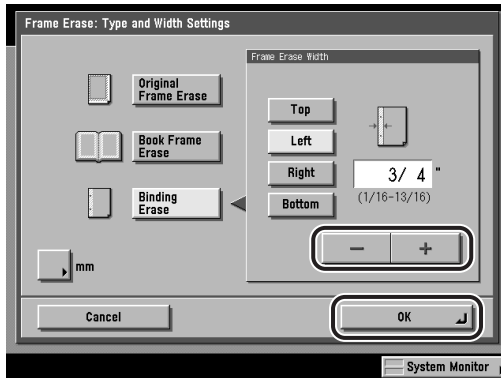 Frame Erase: Type and Width Settings
Frame Erase Width
Original
Frame Erase
Book Frame
Erase
Binding
Erase
Top
Left
Right
Bottom
3/ 4 "
(1/16-13/16)
- +
mm
Cancel
OK
System Monitor